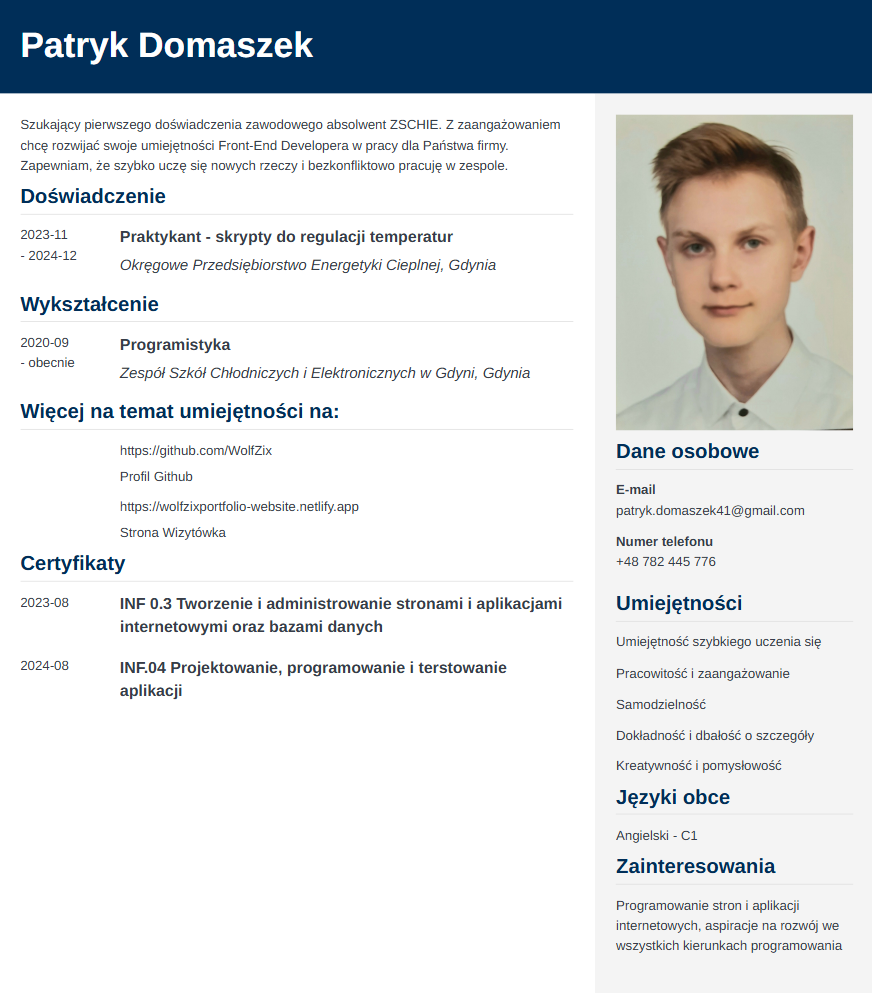 Patryk Domaszek
Szukający pierwszego doświadczenia zawodowego absolwent ZSCHIE. Z zaangażowaniem
chcę rozwijać swoje umiejętności Front-End Developera w pracy dla Państwa firmy.
Zapewniam, że szybko uczę się nowych rzeczy i bezkonfliktowo pracuję w zespole.
Doświadczenie
2023-11
- 2024-12
Praktykant - skrypty do regulacji temperatur
Okręgowe Przedsiębiorstwo Energetyki Cieplnej, Gdynia
Wykształcenie
2020-09
- obecnie
Programistyka
Zespół Szkół Chłodniczych i Elektronicznych w Gdyni, Gdynia
Więcej na temat umiejętności na:
https://github.com/WolfZix
Profil Github
https://wolfzixportfolio-website.netlify.app
Strona Wizytówka
Certyfikaty
2023-08
INF 0.3 Tworzenie i administrowanie stronami i aplikacjami
internetowymi oraz bazami danych
2024-08
INF.04 Projektowanie, programowanie i terstowanie
aplikacji
Dane osobowe
E-mail
patryk.domaszek41@gmail.com
Numer telefonu
+48 782 445 776
Umiejętności
Umiejętność szybkiego uczenia się
Pracowitość i zaangażowanie
Samodzielność
Dokładność i dbałość o szczegóły
Kreatywność i pomysłowość
Języki obce
Angielski - C1
Zainteresowania
Programowanie stron i aplikacji
internetowych, aspiracje na rozwój we
wszystkich kierunkach programowania